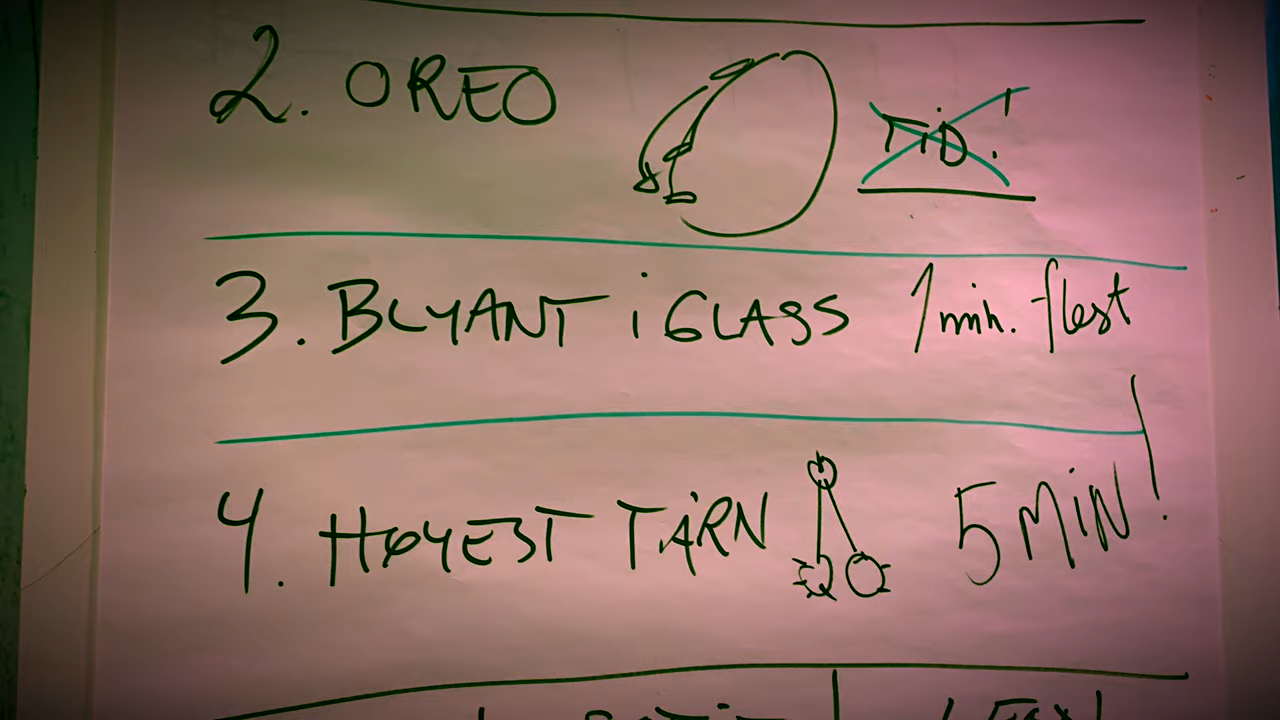 2. OREO TiD!
3. BLYANT i GLASS 1 min. flest
4. HØYEST TÅRN 5 MiN!